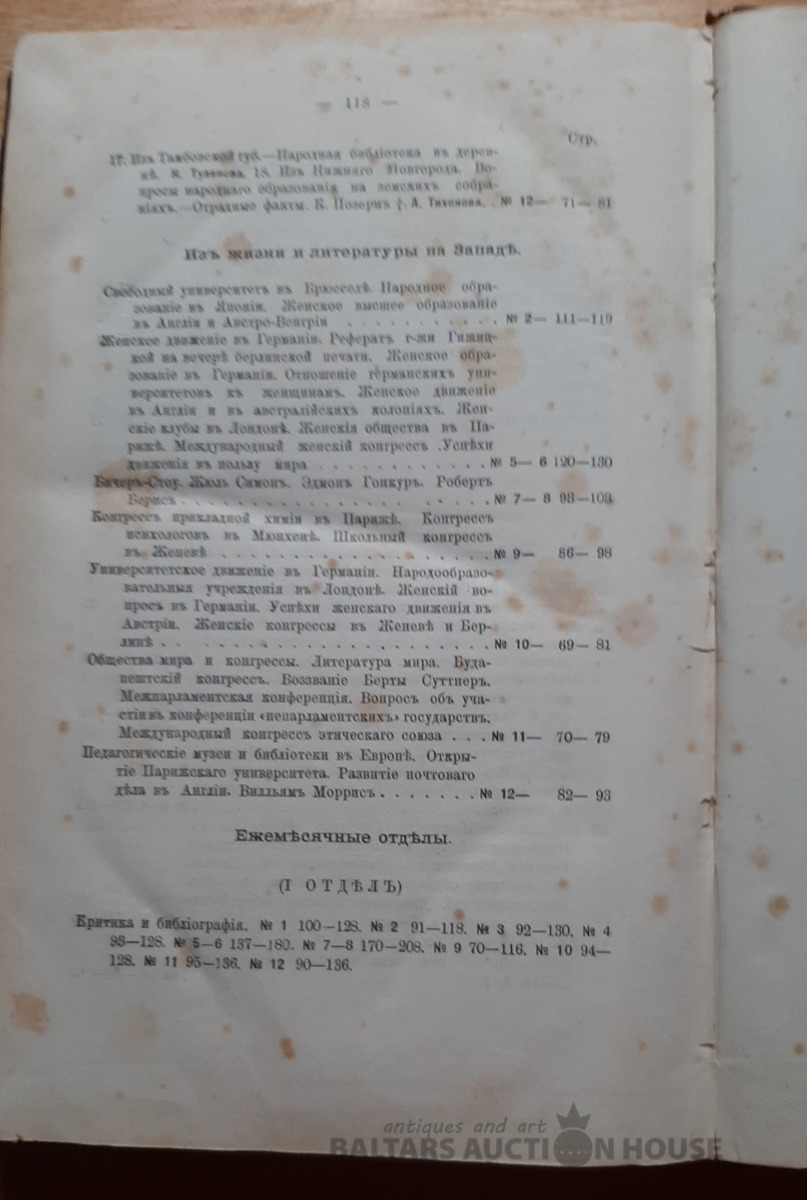 — 118 —
Стр.
17. Изъ Тамбовской губ.—Народная библіотека въ дерев-
нѣ. Я. 18. Изъ Нижняго Новгорода. Во-
просы народнаго образованія на земскихъ собра-
ніяхъ.—Отрадные факты. К. Позернъ А. Тихонова. . № 12— 71— 81
Изъ жизни и литературы на Западѣ.
Свободный университетъ въ Брюсселѣ. Народное обра-
зованіе въ Японіи. Женское высшее образованіе
въ Англіи и Австро-Венгріи . . . . . . . . . . № 2— 111—119
Женское движеніе въ Германіи. Рефератъ г-жи Гижиц-
кой на вечерѣ берлинской печати. Женское обра-
зованіе въ Германіи. Отношеніе германскихъ уни-
верситетовъ къ женщинамъ. Женское движеніе
въ Англіи и въ австралійскихъ колоніяхъ. Жен-
скіе клубы въ Лондонѣ. Женскія общества въ Па-
рижѣ. Международный женскій конгрессъ .Успѣхи
движенія въ пользу мира . . . . . . . . . . . . № 5— 6 120—130
Бичеръ-Стоу. Жюль Симонъ. Эдмонъ Гонкуръ. Робертъ
Бернсъ . . . . . . . . . . . . . . . . . . . . № 7— 8 93—103
Конгрессъ прикладной химіи въ Парижѣ. Конгрессъ
психологовъ въ Мюнхенѣ. Школьный конгрессъ
въ Женевѣ . . . . . . . . . . . . . . . . . . № 9— 86— 98
Университетское движеніе въ Германіи. Народообразо-
вательныя учрежденія въ Лондонѣ. Женскій во-
просъ въ Германіи. Успѣхи женскаго движенія въ
Австріи. Женскіе конгрессы въ Женевѣ и Бер-
линѣ . . . . . . . . . . . . . . . . . . . . . № 10— 69— 81
Общества мира и конгрессы. Литература мира. Буда-
пештскій конгрессъ. Воззваніе Берты Суттнеръ.
Межпарламентская конференція. Вопросъ объ уча-
стіи въ конференціи «непарламентскихъ» государствъ.
Международный конгрессъ этическаго союза . . . № 11— 70— 79
Педагогическіе музеи и библіотеки въ Европѣ. Откры-
тіе Парижскаго университета. Развитіе почтоваго
дѣла въ Англіи. Вилльямъ Моррисъ . . . . . . . № 12— 82— 93
Ежемѣсячные отдѣлы.
(I ОТДѢЛЪ)
Критика и библіографія. № 1 100—128. № 2 91—118. № 3 92—130. № 4
93—128. № 5—6 137—180. № 7—8 170—208. № 9 70—116. № 10 94—
128. № 11 95—136. № 12 90—136.
antiques and art
BALTARS AUCTION HOUSE